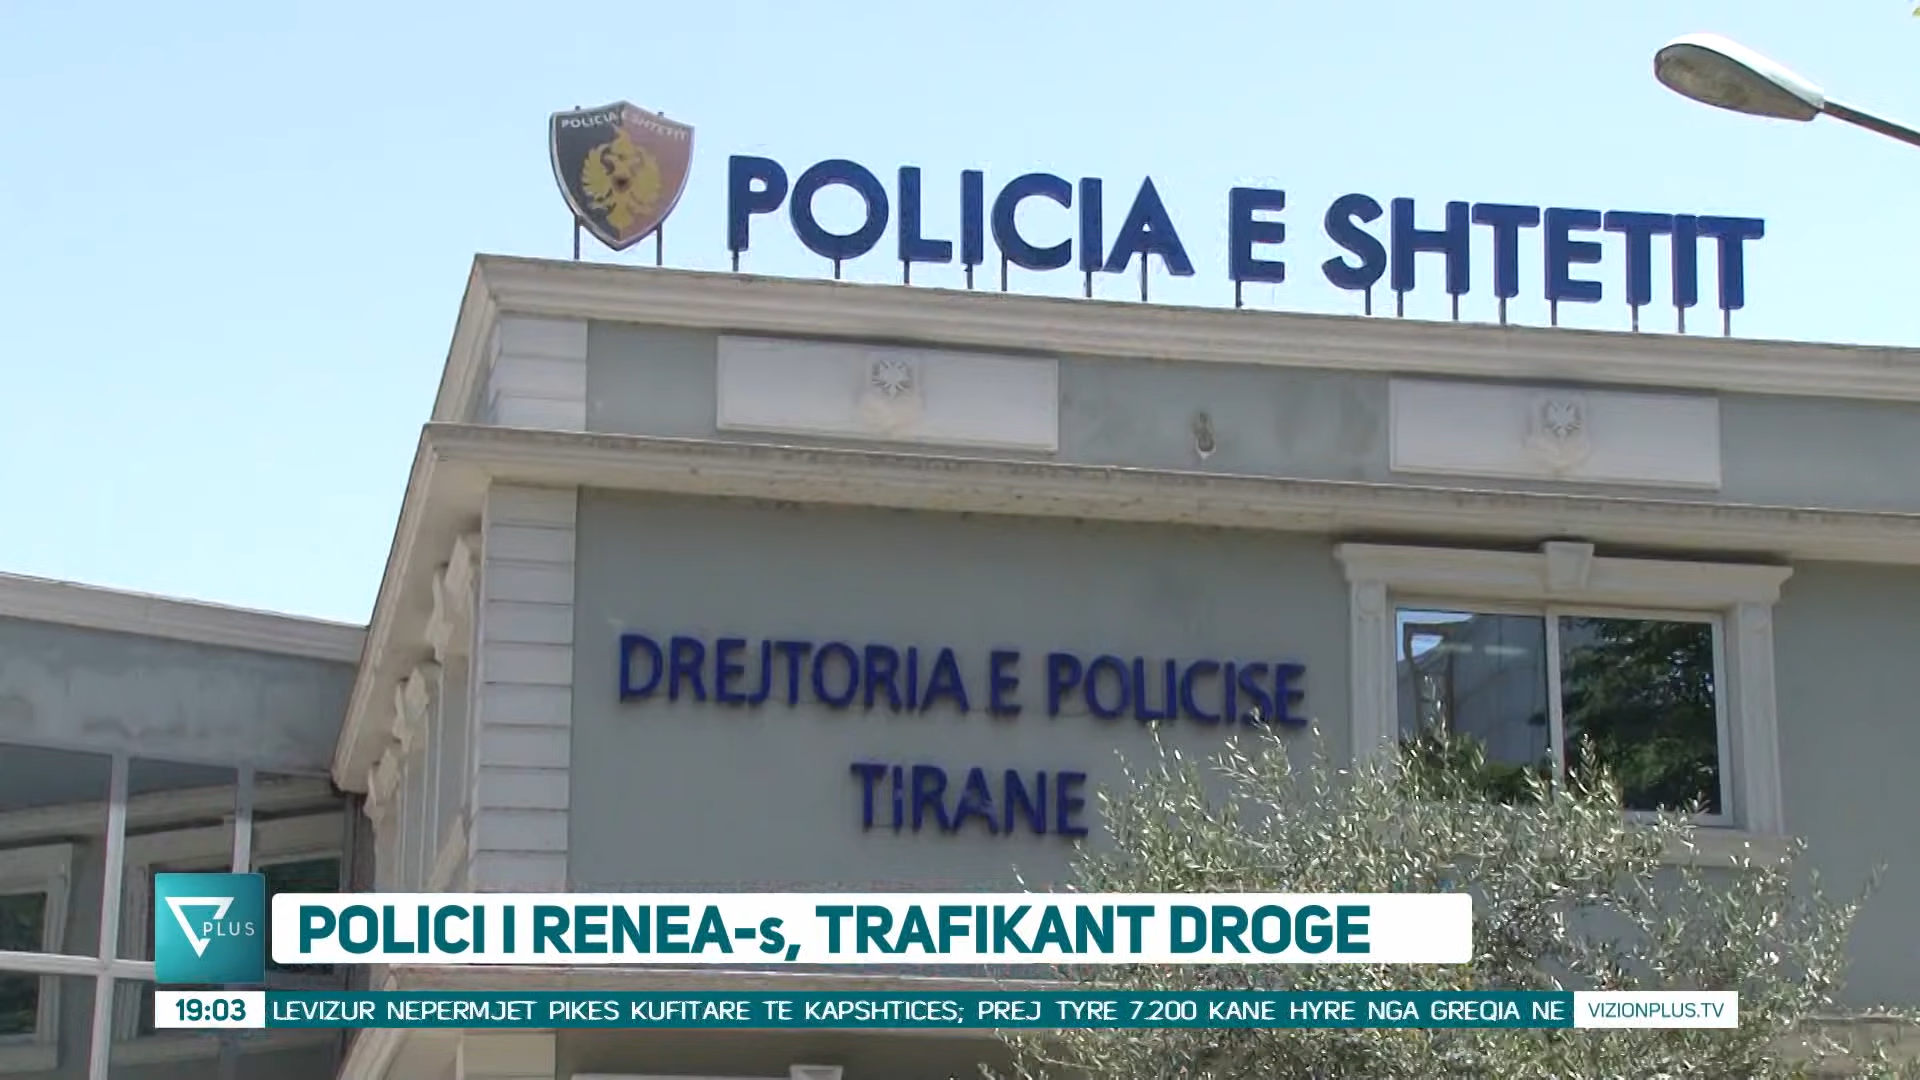 POLICIA E SHTETIT
POLICIA E SHTETIT
DREJTORIA E POLICISE
TIRANE
PLUS
POLICI I RENEA-s, TRAFIKANT DROGE
19:03 LEVIZUR NEPERMJET PIKES KUFITARE TE KAPSHTICES; PREJ TYRE 7.200 KANE HYRE NGA GREQIA NE VIZIONPLUS.TV